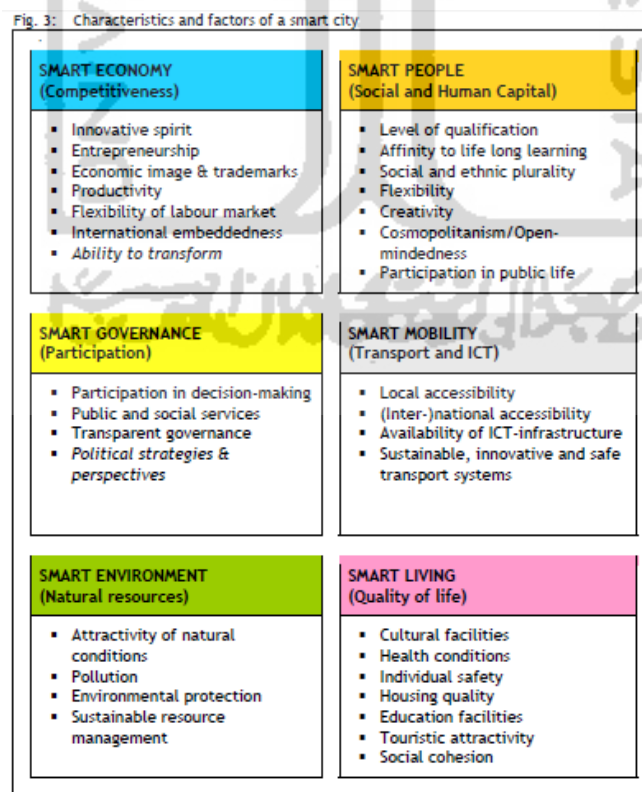 Fig. 3: Characteristics and factors of a smart city
SMART ECONOMY
(Competitiveness)
▪ Innovative spirit
▪ Entrepreneurship
▪ Economic image & trademarks
▪ Productivity
▪ Flexibility of labour market
▪ International embeddedness
▪ Ability to transform
SMART PEOPLE
(Social and Human Capital)
▪ Level of qualification
▪ Affinity to life long learning
▪ Social and ethnic plurality
▪ Flexibility
▪ Creativity
▪ Cosmopolitanism/Open-
mindedness
▪ Participation in public life
SMART GOVERNANCE
(Participation)
▪ Participation in decision-making
▪ Public and social services
▪ Transparent governance
▪ Political strategies &
perspectives
SMART MOBILITY
(Transport and ICT)
▪ Local accessibility
▪ (Inter-)national accessibility
▪ Availability of ICT-infrastructure
▪ Sustainable, innovative and safe
transport systems
SMART ENVIRONMENT
(Natural resources)
▪ Attractivity of natural
conditions
▪ Pollution
▪ Environmental protection
▪ Sustainable resource
management
SMART LIVING
(Quality of life)
▪ Cultural facilities
▪ Health conditions
▪ Individual safety
▪ Housing quality
▪ Education facilities
▪ Touristic attractivity
▪ Social cohesion